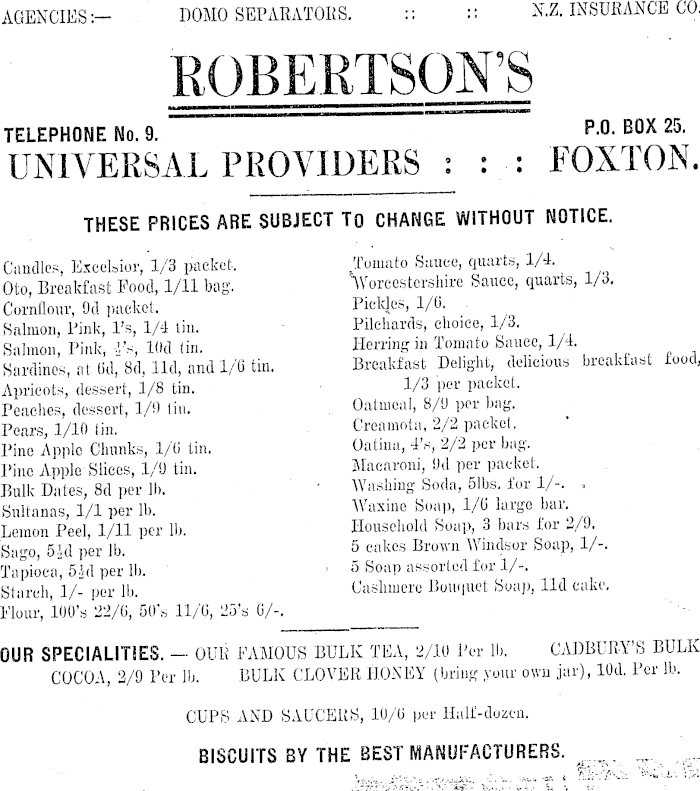 AGENCIES:— DOMO SEPARATORS. :: :: N.Z. INSURANCE CO.
ROBERTSON'S
TELEPHONE No. 9. P.O. BOX 25.
UNIVERSAL PROVIDERS : : : FOXTON.
THESE PRICES ARE SUBJECT TO CHANGE WITHOUT NOTICE.
Candles, Excelsior, 1/3 packet.
Oto, Breakfast Food, 1/11 bag.
Cornflour, 9d packet.
Salmon, Pink, 1's, 1/4 tin.
Salmon, Pink, ½'s, 10d tin.
Sardines, at 6d, 8d, 11d, and 1/6 tin.
Apricots, dessert, 1/8 tin.
Peaches, dessert, 1/9 tin.
Pears, 1/10 tin.
Pine Apple Chunks, 1/6 tin.
Pine Apple Slices, 1/9 tin.
Bulk Dates, 8d per lb.
Sultanas, 1/1 per lb.
Lemon Peel, 1/11 per lb.
Sago, 5½d per lb.
Tapioca, 5½d per lb.
Starch, 1/- per lb.
Flour, 100's 22/6, 50's 11/6, 25's 6/-.
Tomato Sauce, quarts, 1/4.
Worcestershire Sauce, quarts, 1/3.
Pickles, 1/6.
Pilchards, choice, 1/3.
Herring in Tomato Sauce, 1/4.
Breakfast Delight, delicious breakfast food,
1/3 per packet.
Oatmeal, 8/9 per bag.
Creamota, 2/2 packet.
Oatina, 4's, 2/2 per bag.
Macaroni, 9d per packet.
Washing Soda, 5lbs. for 1/-.
Waxine Soap, 1/6 large bar.
Household Soap, 3 bars for 2/9.
5 cakes Brown Windsor Soap, 1/-.
5 Soap assorted for 1/-.
Cashmere Bouquet Soap, 11d cake.
OUR SPECIALITIES. — OUR FAMOUS BULK TEA, 2/10 Per lb. CADBURY'S BULK
COCOA, 2/9 Per lb. BULK CLOVER HONEY (bring your own jar), 10d. Per lb.
CUPS AND SAUCERS, 10/6 per Half-dozen.
BISCUITS BY THE BEST MANUFACTURERS.